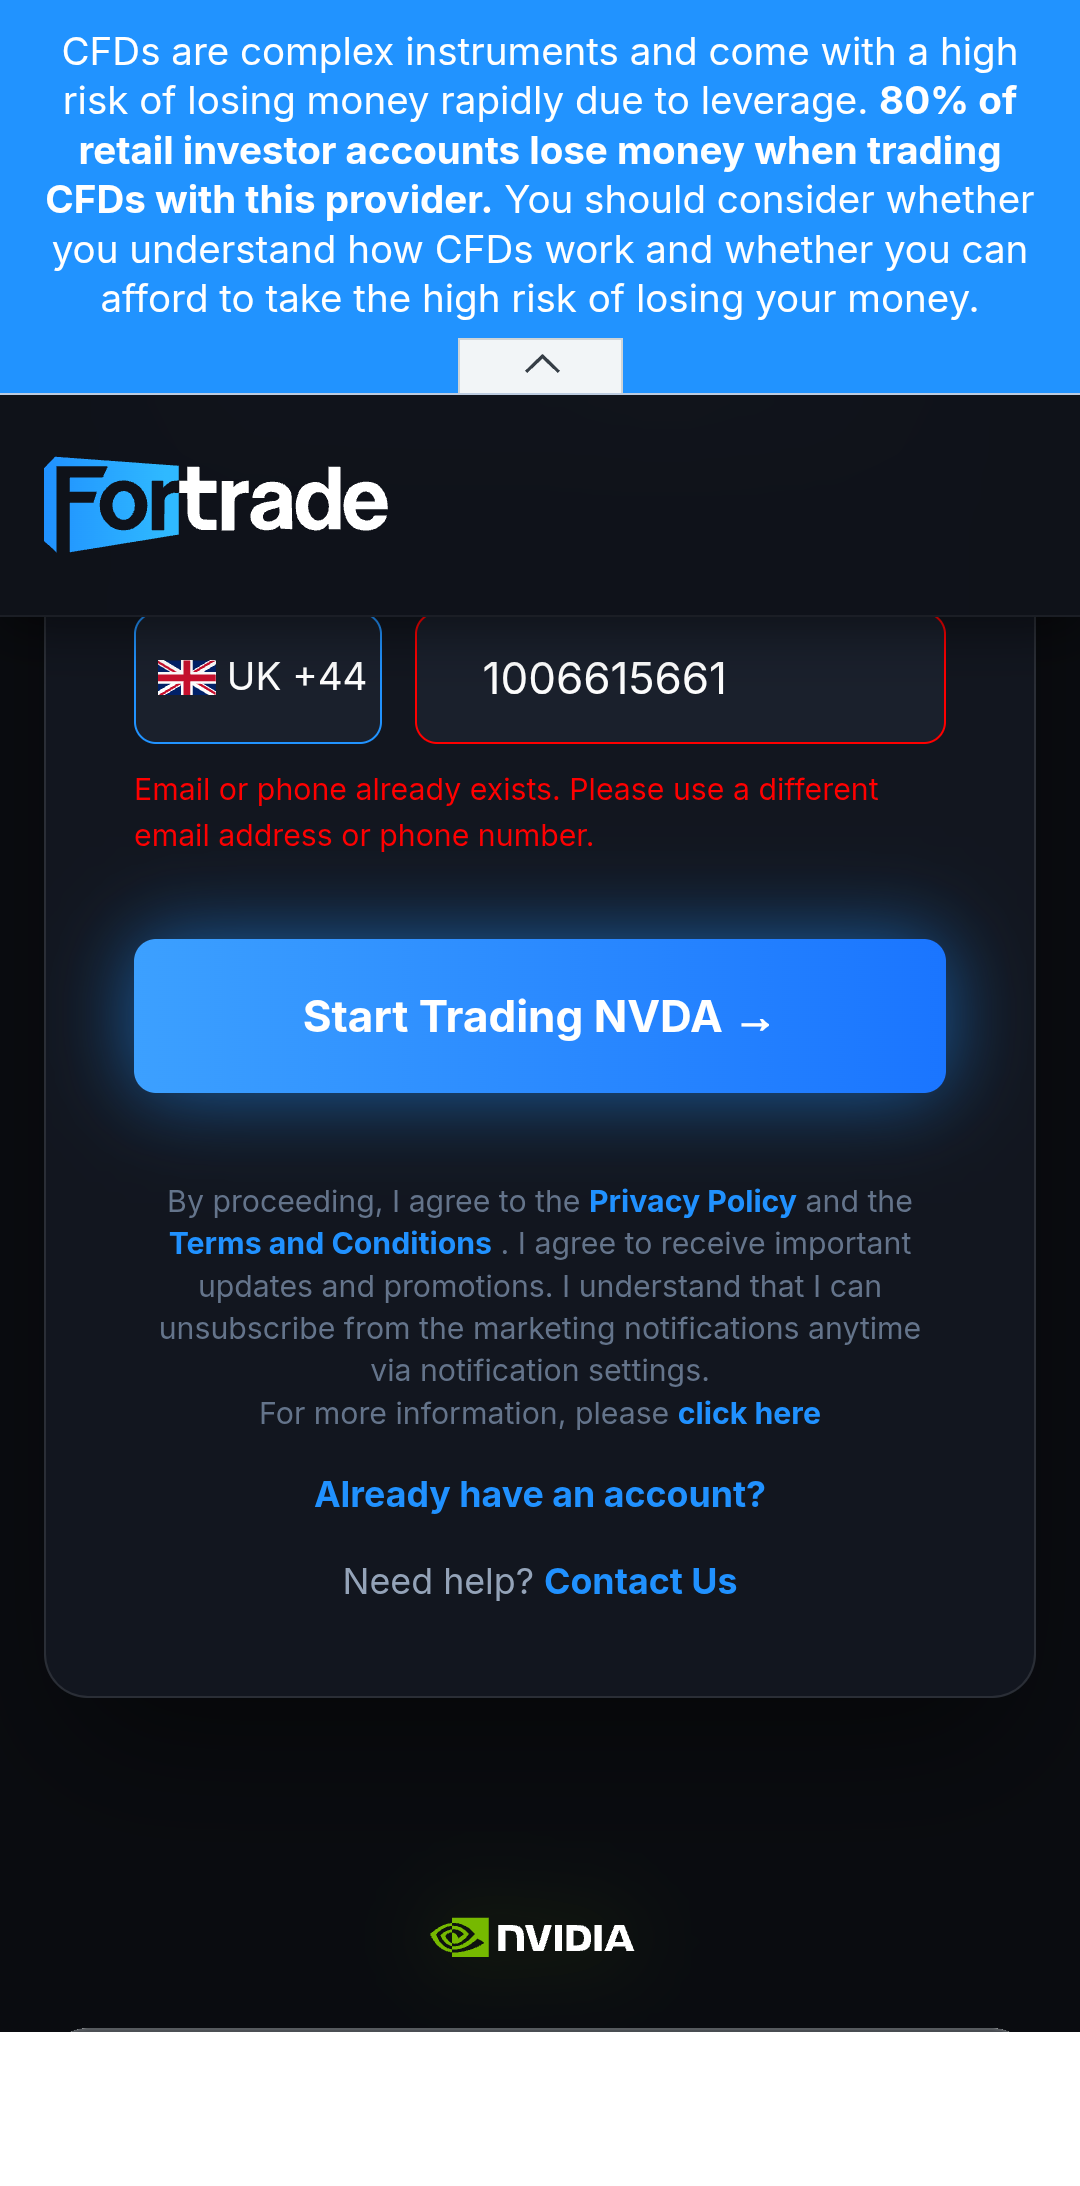 CFDs are complex instruments and come with a high
risk of losing money rapidly due to leverage. 80% of
retail investor accounts lose money when trading
CFDs with this provider. You should consider whether
you understand how CFDs work and whether you can
afford to take the high risk of losing your money.
Fortrade
UK +44
1006615661
Email or phone already exists. Please use a different
email address or phone number.
Start Trading NVDA →
By proceeding, I agree to the Privacy Policy and the
Terms and Conditions . I agree to receive important
updates and promotions. I understand that I can
unsubscribe from the marketing notifications anytime
via notification settings.
For more information, please click here
Already have an account?
Need help? Contact Us
NVIDIA